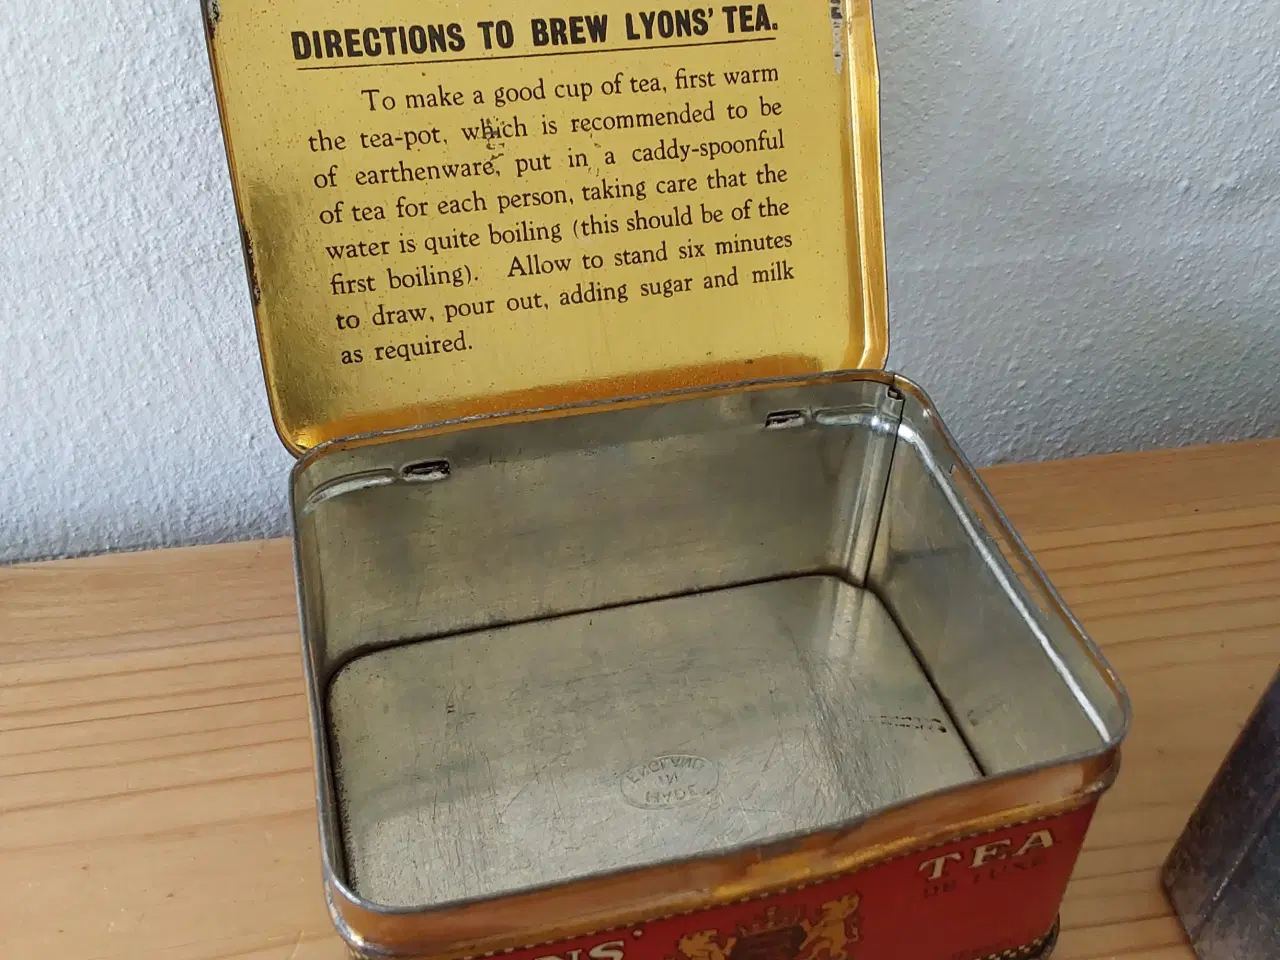 DIRECTIONS TO BREW LYONS' TEA.
To make a good cup of tea, first warm
the tea-pot, which is recommended to be
of earthenware, put in a caddy-spoonful
of tea for each person, taking care that the
water is quite boiling (this should be of the
first boiling). Allow to stand six minutes
to draw, pour out, adding sugar and milk
as required.
MADE
IN
ENGLAND
NS' TEA
DE LUXE